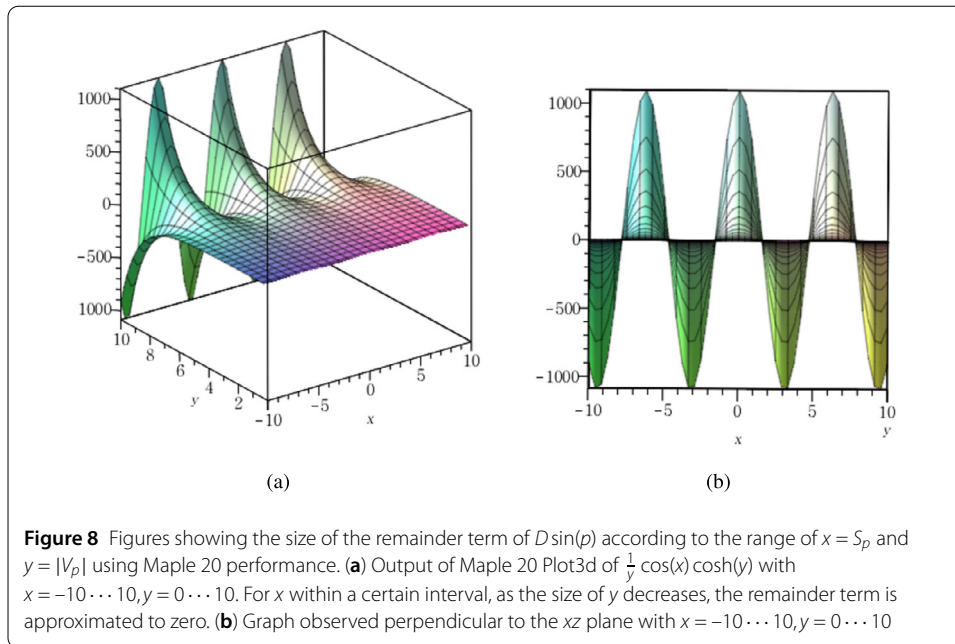 1000
500
0
−500
1000
10
8
6
4
2
y
−10
−5
0
5
10
x
1000
500
0
−500
−1000
−10
−5
0
5
10
x
y
(a)
(b)
Figure 8 Figures showing the size of the remainder term of D sin(p) according to the range of x = Sₚ and
y = |Vₚ| using Maple 20 performance. (a) Output of Maple 20 Plot3d of 1/y cos(x) cosh(y) with
x = −10 ··· 10, y = 0 ··· 10. For x within a certain interval, as the size of y decreases, the remainder term is
approximated to zero. (b) Graph observed perpendicular to the xz plane with x = −10 ··· 10, y = 0 ··· 10